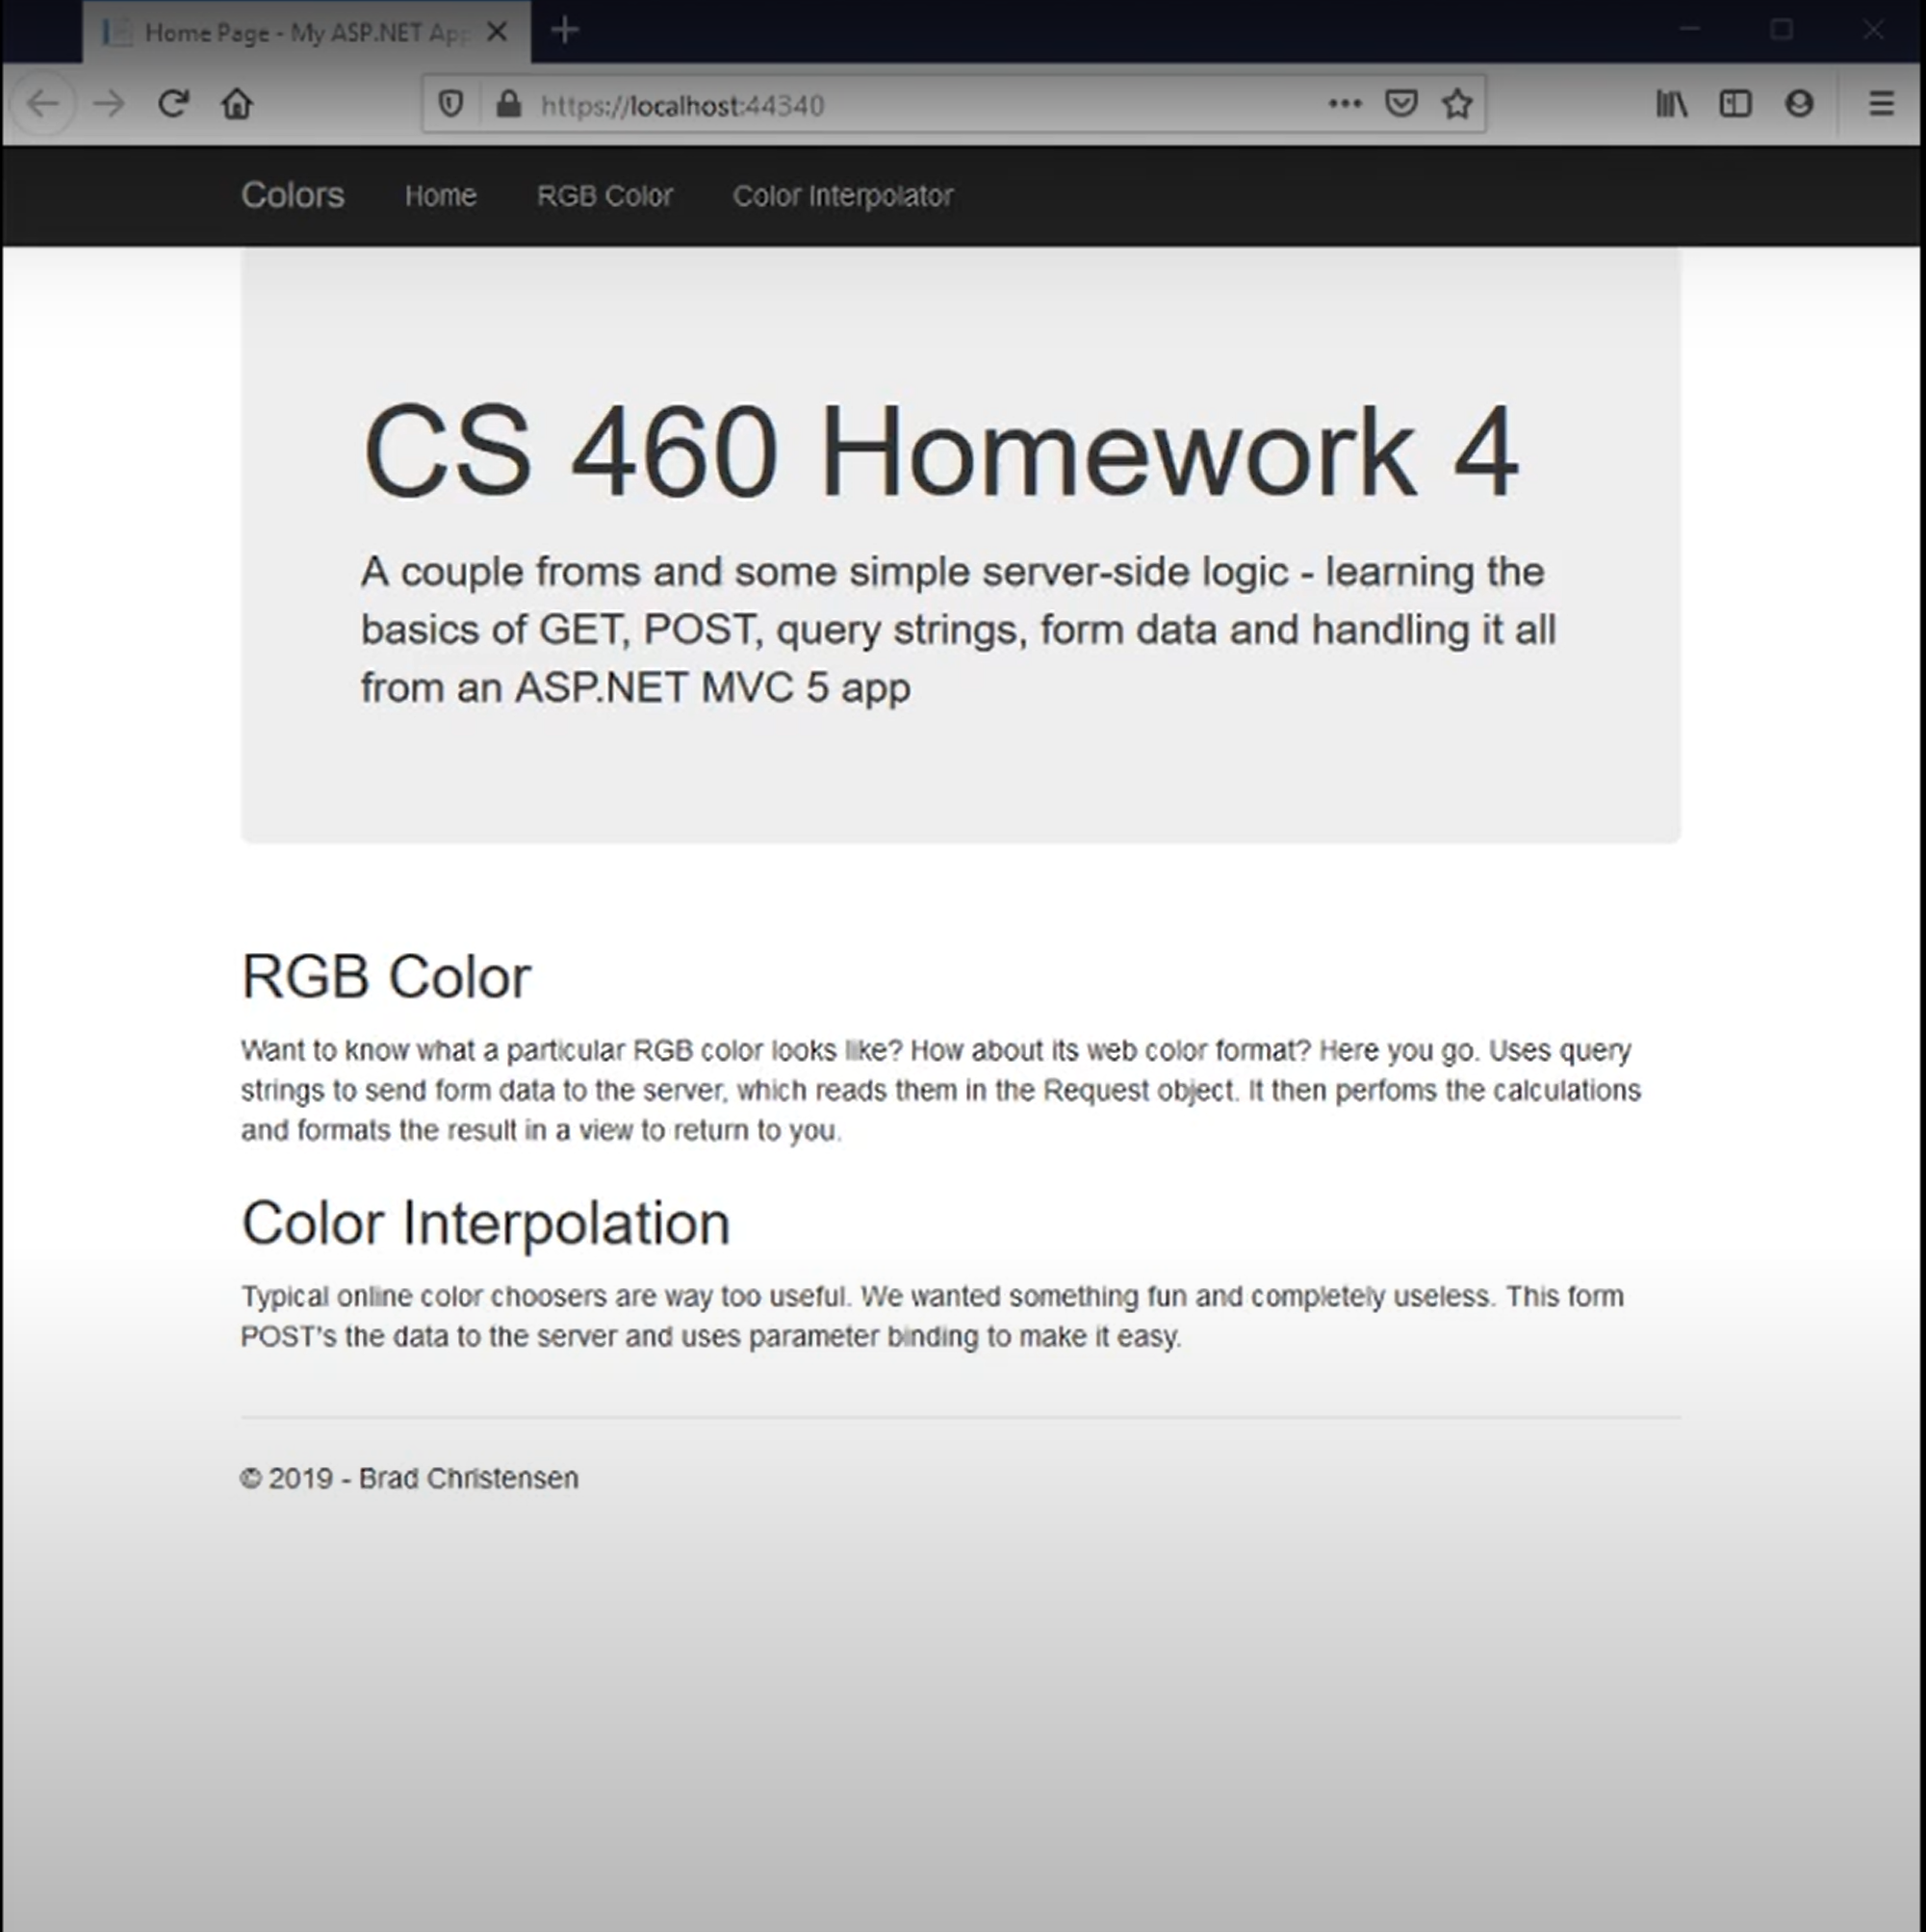 Home Page - My ASP.NET App
https://localhost:44340
Colors Home RGB Color Color Interpolator
CS 460 Homework 4
A couple froms and some simple server-side logic - learning the
basics of GET, POST, query strings, form data and handling it all
from an ASP.NET MVC 5 app
RGB Color
Want to know what a particular RGB color looks like? How about its web color format? Here you go. Uses query
strings to send form data to the server, which reads them in the Request object. It then perfoms the calculations
and formats the result in a view to return to you.
Color Interpolation
Typical online color choosers are way too useful. We wanted something fun and completely useless. This form
POST's the data to the server and uses parameter binding to make it easy.
© 2019 - Brad Christensen